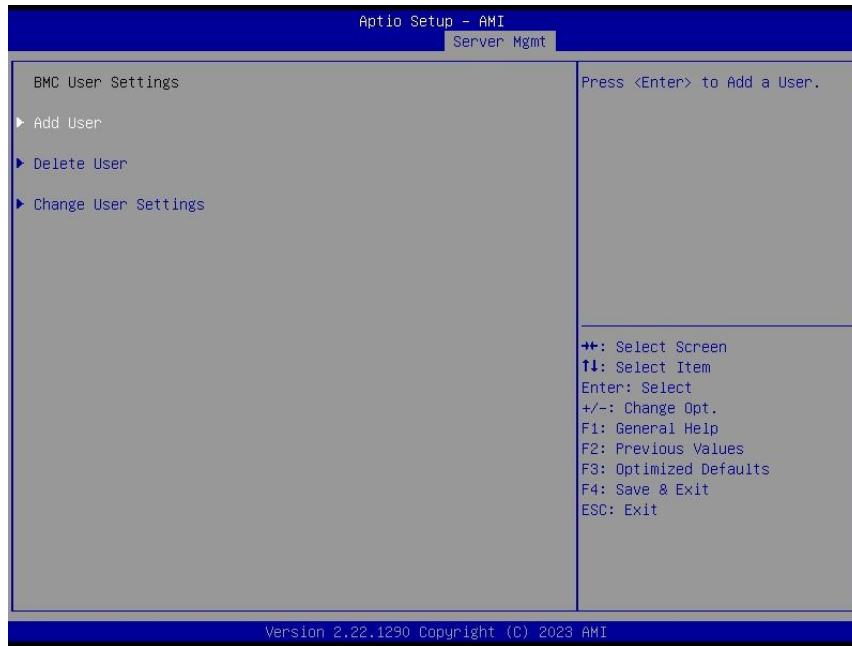 Aptio Setup – AMI
Server Mgmt
BMC User Settings
Add User
Delete User
Change User Settings
Press <Enter> to Add a User.
→←: Select Screen
↑↓: Select Item
Enter: Select
+/-: Change Opt.
F1: General Help
F2: Previous Values
F3: Optimized Defaults
F4: Save & Exit
ESC: Exit
Version 2.22.1290 Copyright (C) 2023 AMI